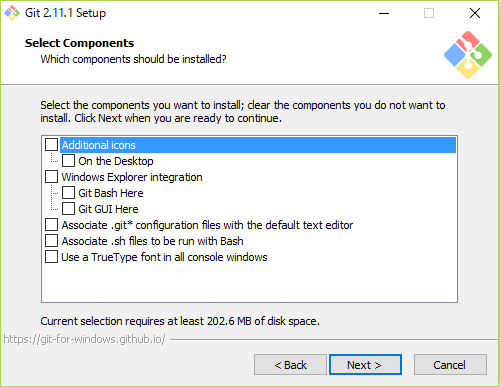 Git 2.11.1 Setup
Select Components
Which components should be installed?
Select the components you want to install; clear the components you do not want to
install. Click Next when you are ready to continue.
Additional icons
On the Desktop
Windows Explorer integration
Git Bash Here
Git GUI Here
Associate .git* configuration files with the default text editor
Associate .sh files to be run with Bash
Use a TrueType font in all console windows
Current selection requires at least 202.6 MB of disk space.
https://git-for-windows.github.io/
< Back
Next >
Cancel